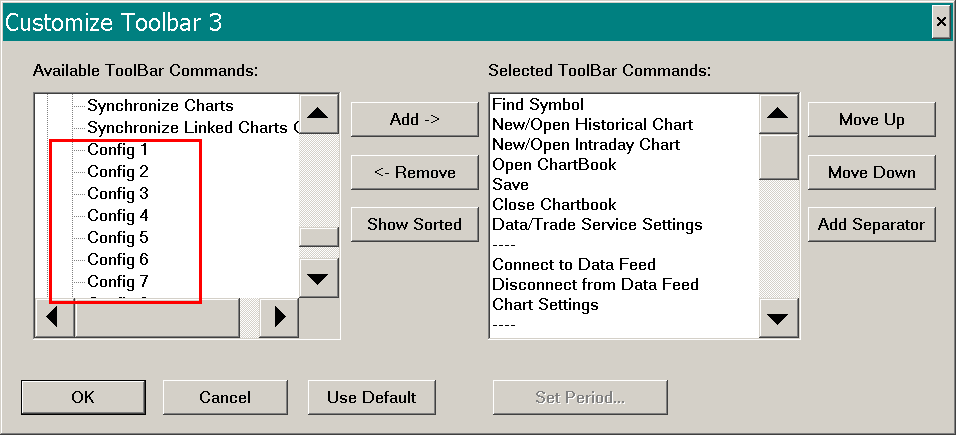 Customize Toolbar 3
Available ToolBar Commands:
Synchronize Charts
Synchronize Linked Charts
Config 1
Config 2
Config 3
Config 4
Config 5
Config 6
Config 7
Add ->
<- Remove
Show Sorted
Selected ToolBar Commands:
Find Symbol
New/Open Historical Chart
New/Open Intraday Chart
Open ChartBook
Save
Close Chartbook
Data/Trade Service Settings
----
Connect to Data Feed
Disconnect from Data Feed
Chart Settings
----
Move Up
Move Down
Add Separator
OK
Cancel
Use Default
Set Period...